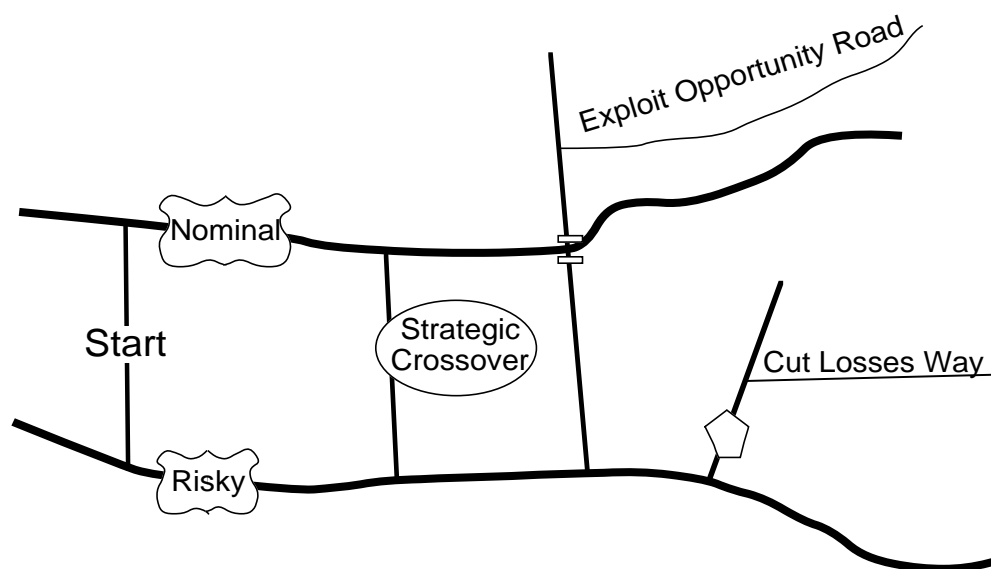 Exploit Opportunity Road
Nominal
Start
Strategic
Crossover
Cut Losses Way
Risky